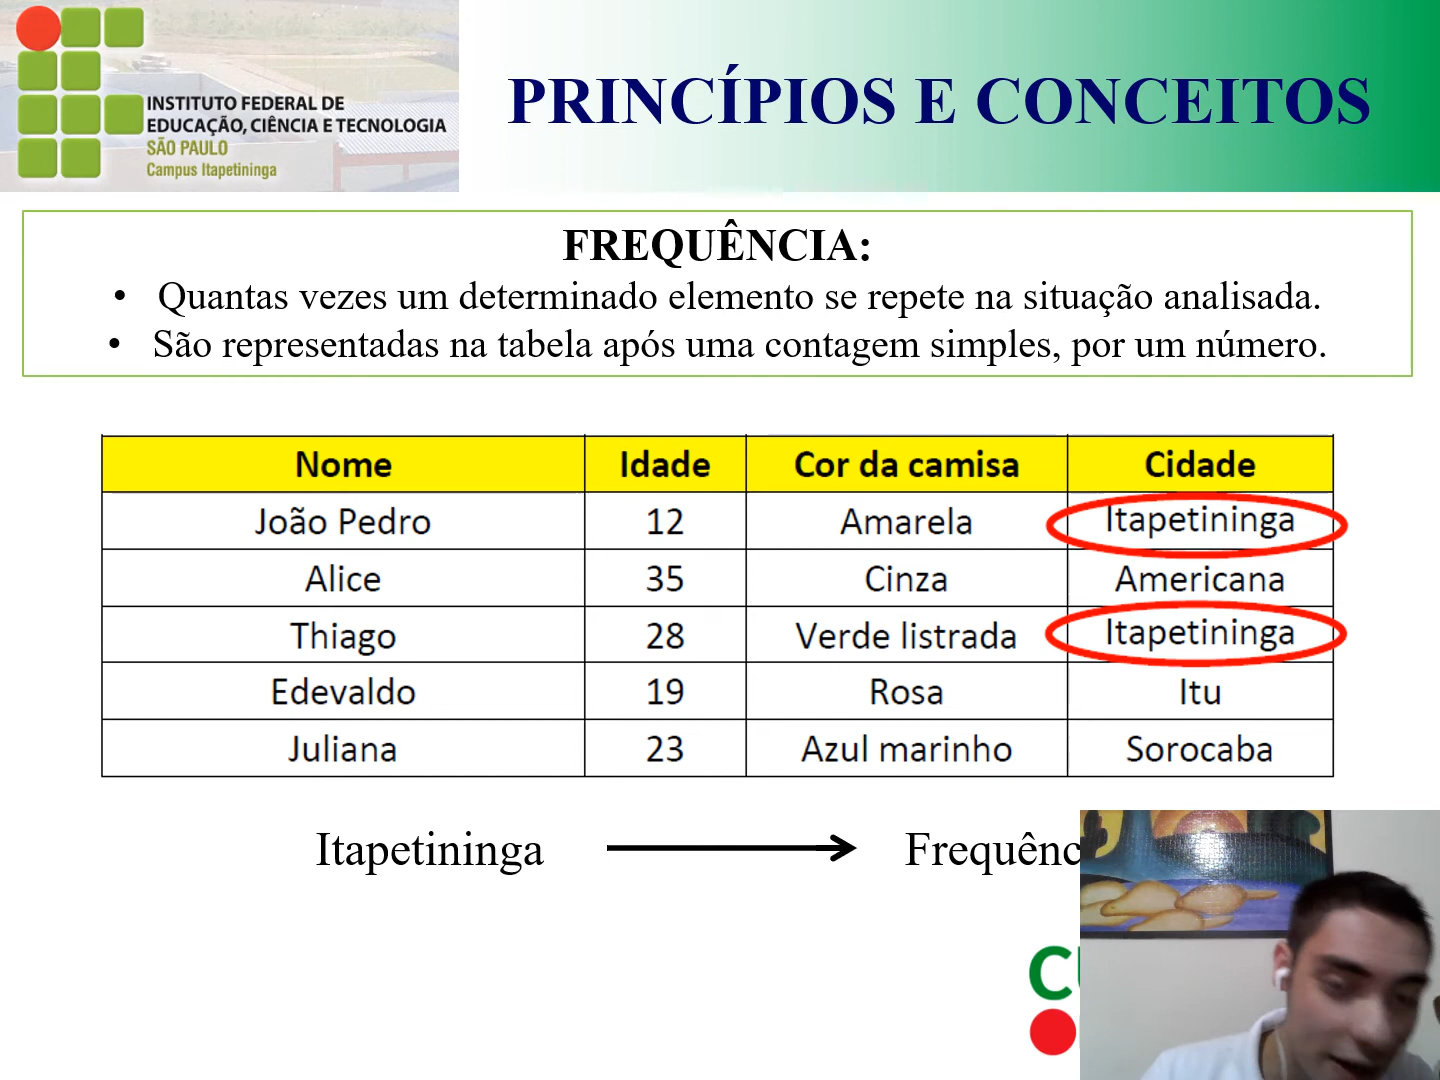 INSTITUTO FEDERAL DE
EDUCAÇÃO, CIÊNCIA E TECNOLOGIA
SÃO PAULO
Campus Itapetininga
PRINCÍPIOS E CONCEITOS
FREQUÊNCIA:
• Quantas vezes um determinado elemento se repete na situação analisada.
• São representadas na tabela após uma contagem simples, por um número.
Nome Idade Cor da camisa Cidade
João Pedro 12 Amarela Itapetininga
Alice 35 Cinza Americana
Thiago 28 Verde listrada Itapetininga
Edevaldo 19 Rosa Itu
Juliana 23 Azul marinho Sorocaba
Itapetininga Frequênc
C